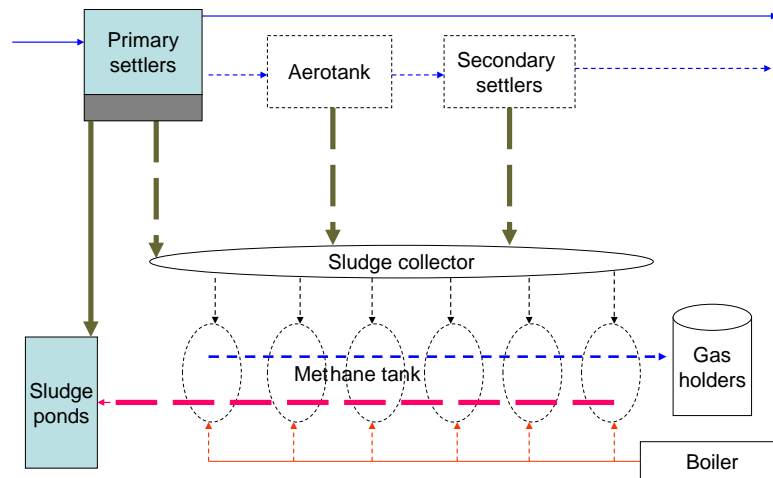 Primary
settlers
Aerotank
Secondary
settlers
Sludge collector
Methane tank
Gas
holders
Sludge
ponds
Boiler